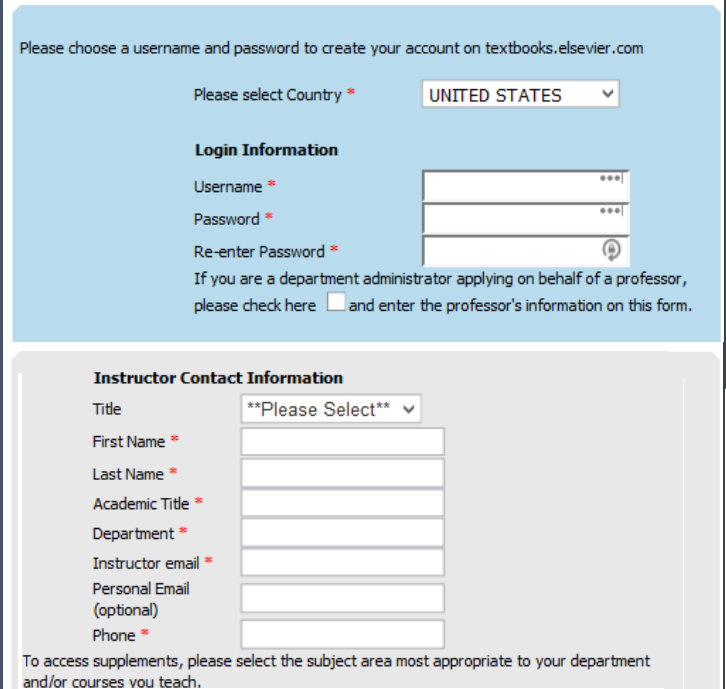 Please choose a username and password to create your account on textbooks.elsevier.com
Please select Country * UNITED STATES
Login Information
Username *
Password *
Re-enter Password *
If you are a department administrator applying on behalf of a professor,
please check here and enter the professor's information on this form.
Instructor Contact Information
Title **Please Select**
First Name *
Last Name *
Academic Title *
Department *
Instructor email *
Personal Email
(optional)
Phone *
To access supplements, please select the subject area most appropriate to your department
and/or courses you teach.